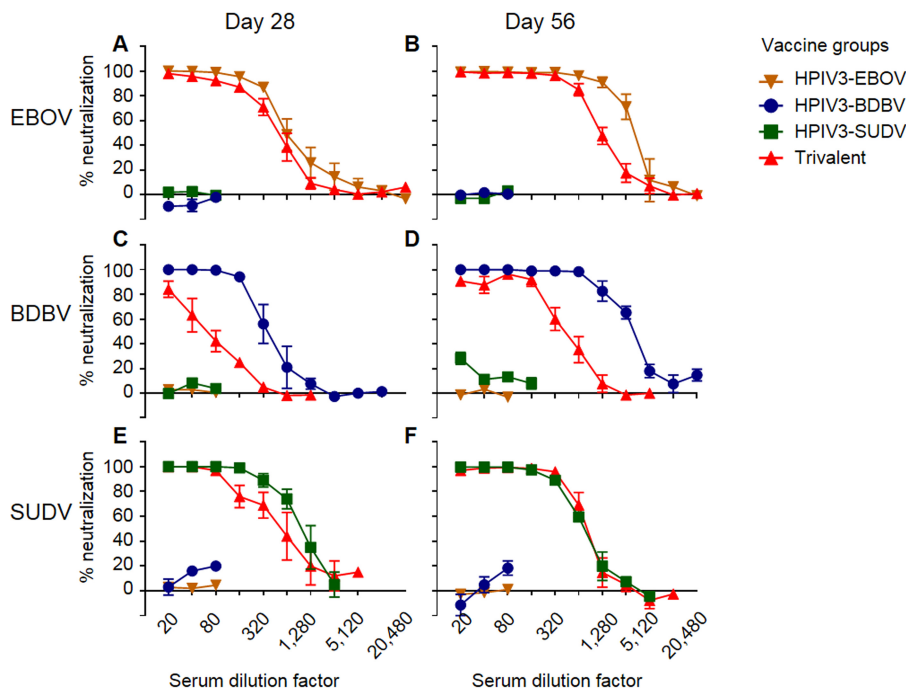 Day 28
Day 56
A
B
Vaccine groups
HPIV3-EBOV
HPIV3-BDBV
HPIV3-SUDV
Trivalent
EBOV
% neutralization
100
80
60
40
20
0
C
D
BDBV
% neutralization
100
80
60
40
20
0
E
F
SUDV
% neutralization
100
80
60
40
20
0
20
80
320
1,280
5,120
20,480
20
80
320
1,280
5,120
20,480
Serum dilution factor
Serum dilution factor